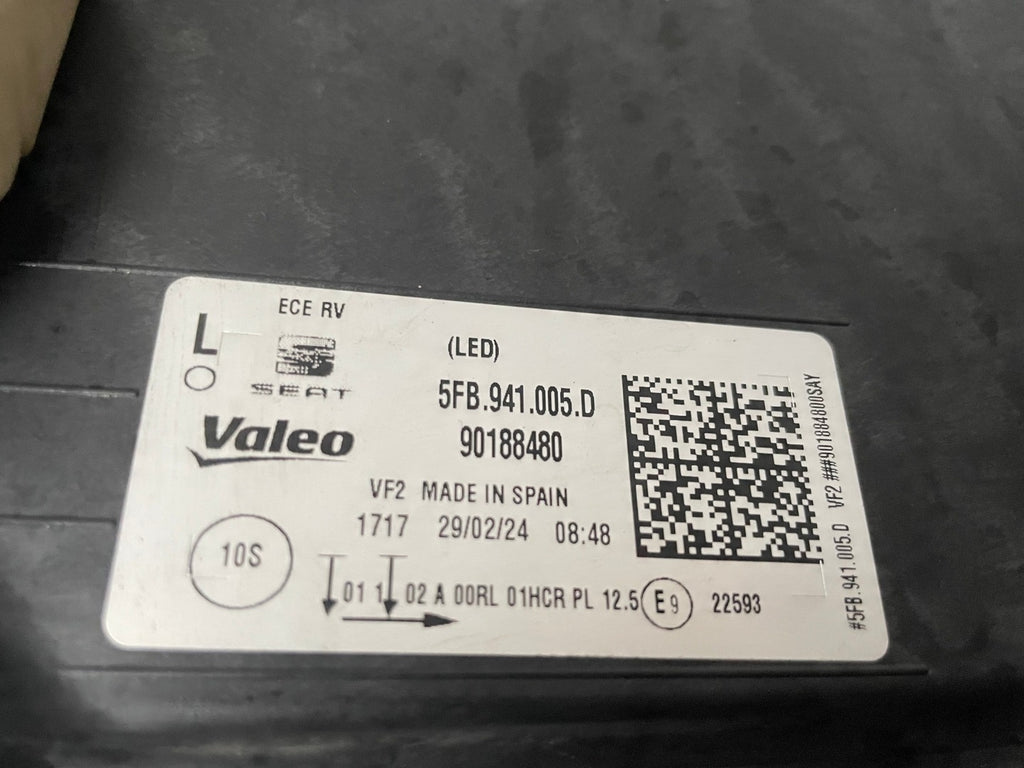 ECE RV
L
SEAT
Valeo
(LED)
5FB.941.005.D
90188480
VF2 MADE IN SPAIN
1717 29/02/24 08:48
10S
01 1 02 A 00RL 01HCR PL 12.5 E9 22593
#5FB.941.005.D VF2 ###901884800SAY